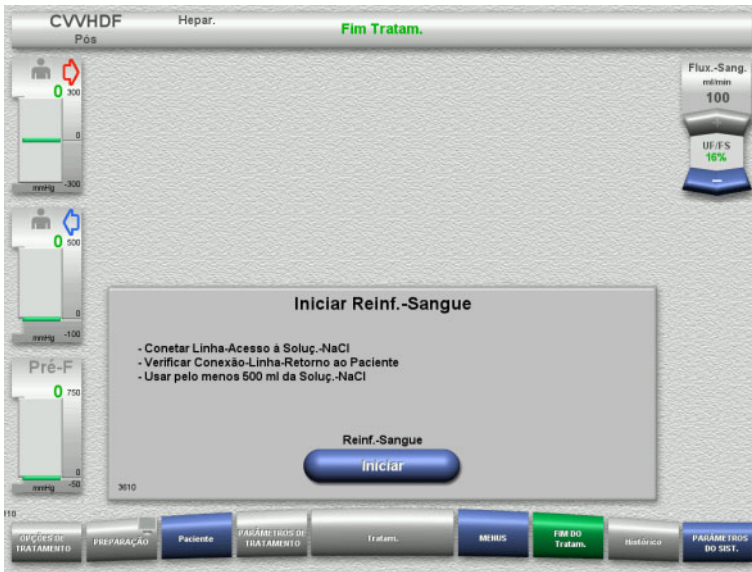 CVVHDF
Pós
Hepar.
Fim Tratam.
0
300
0
-300
mmHg
0
500
0
-100
mmHg
Pré-F
0
750
0
-50
mmHg
Flux.-Sang.
ml/min
100
+
UF/FS
16%
-
Iniciar Reinf.-Sangue
- Conetar Linha-Acesso á Soluç.-NaCl
- Verificar Conexão-Linha-Retorno ao Paciente
- Usar pelo menos 500 ml da Soluç.-NaCl
Reinf.-Sangue
Iniciar
3610
110
OPÇÕES DE
TRATAMENTO
PREPARAÇÃO
Paciente
PARÂMETROS DE
TRATAMENTO
Tratam.
MENUS
FIM DO
Tratam.
Histórico
PARÂMETROS
DO SIST.